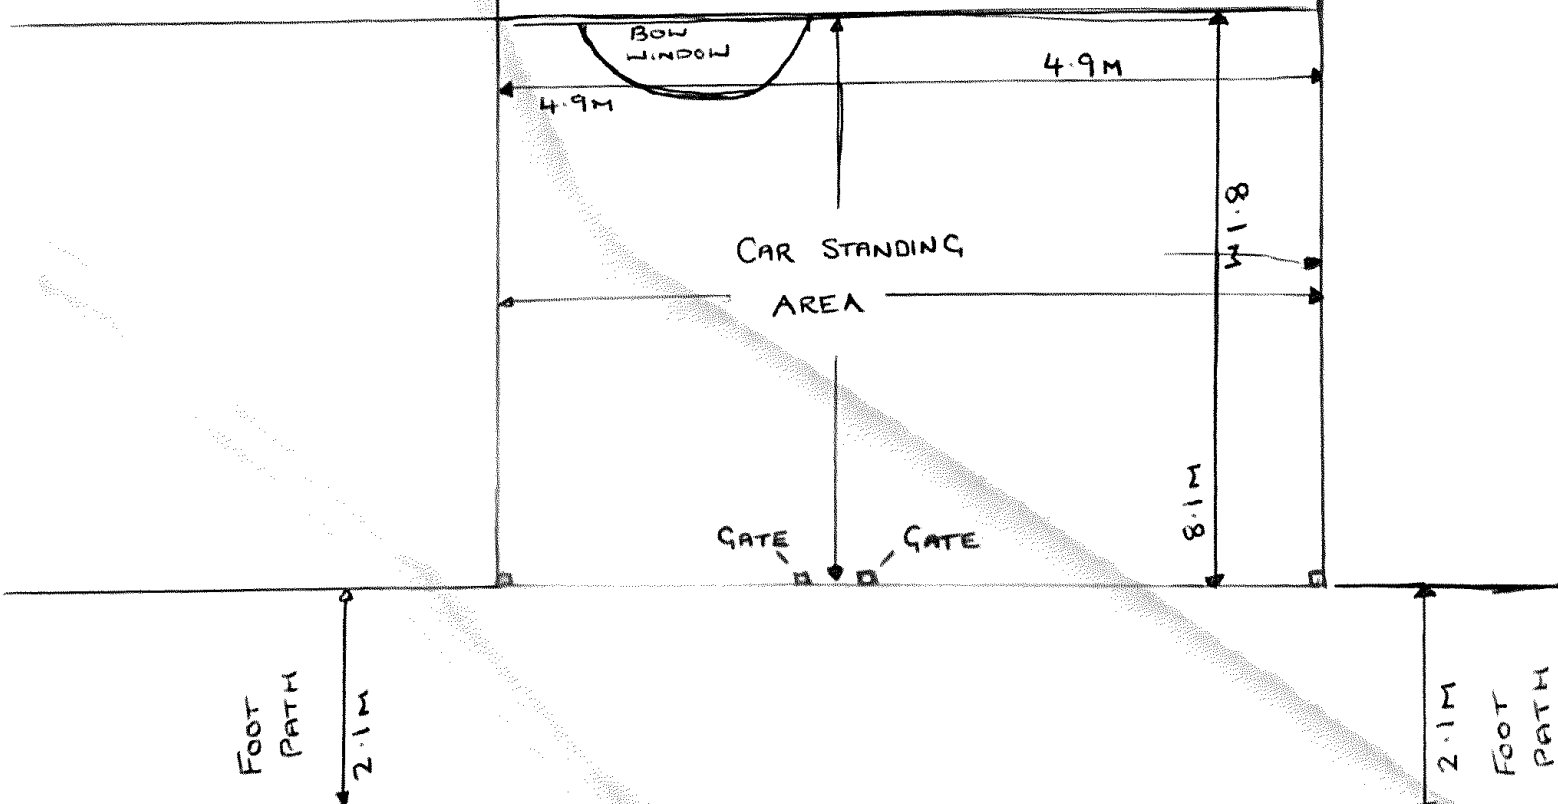 BOW
WINDOW
4.9M
4.9M
8.1M
CAR STANDING
AREA
8.1M
GATE
GATE
FOOT
PATH
2.1M
2.1M
FOOT
PATH